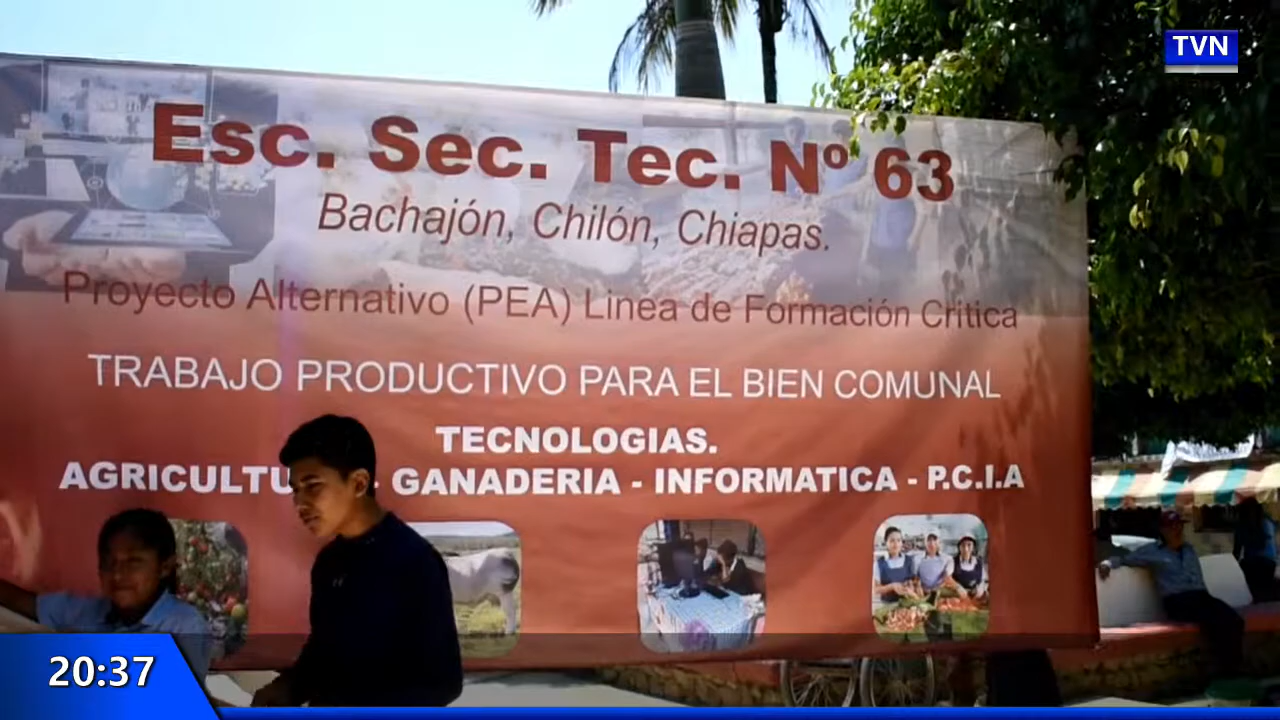 TVN
Esc. Sec. Tec. Nº 63
Bachajón, Chilón, Chiapas.
Proyecto Alternativo (PEA) Linea de Formación Critica
TRABAJO PRODUCTIVO PARA EL BIEN COMUNAL
TECNOLOGIAS.
AGRICULTU - GANADERIA - INFORMATICA - P.C.I.A
20:37